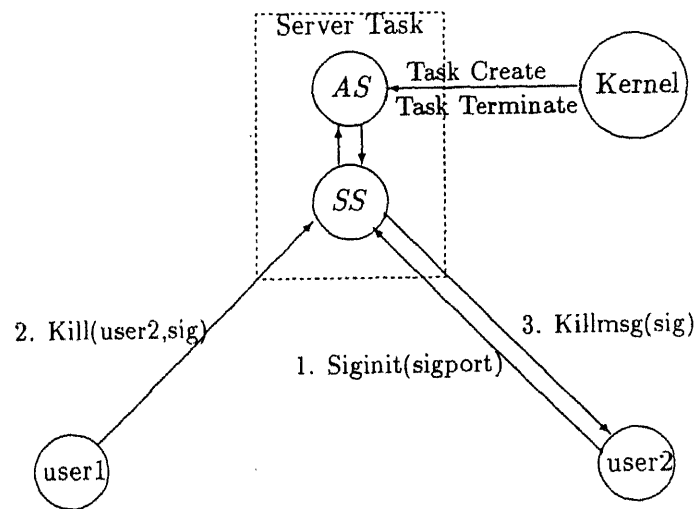 Server Task
AS
Task Create
Task Terminate
Kernel
SS
2. Kill(user2,sig)
3. Killmsg(sig)
1. Siginit(sigport)
user1
user2